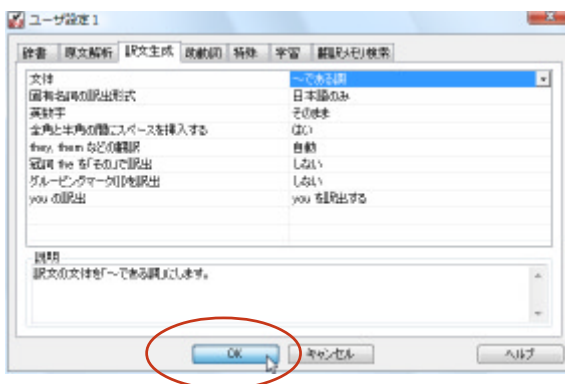 ユーザ設定1
辞書 原文解析 訳文生成 助動詞 特殊 学習 翻訳メモリ検索
文体 ～である調
固有名詞の訳出形式 日本語のみ
英数字 そのまま
全角と半角の間にスペースを挿入する はい
they, them などの翻訳 自動
冠詞 the を「その」で訳出 しない
グルーピングマーク([])を訳出 しない
you の訳出 you を訳出する
説明
訳文の文体を「～である調」にします。
OK キャンセル ヘルプ